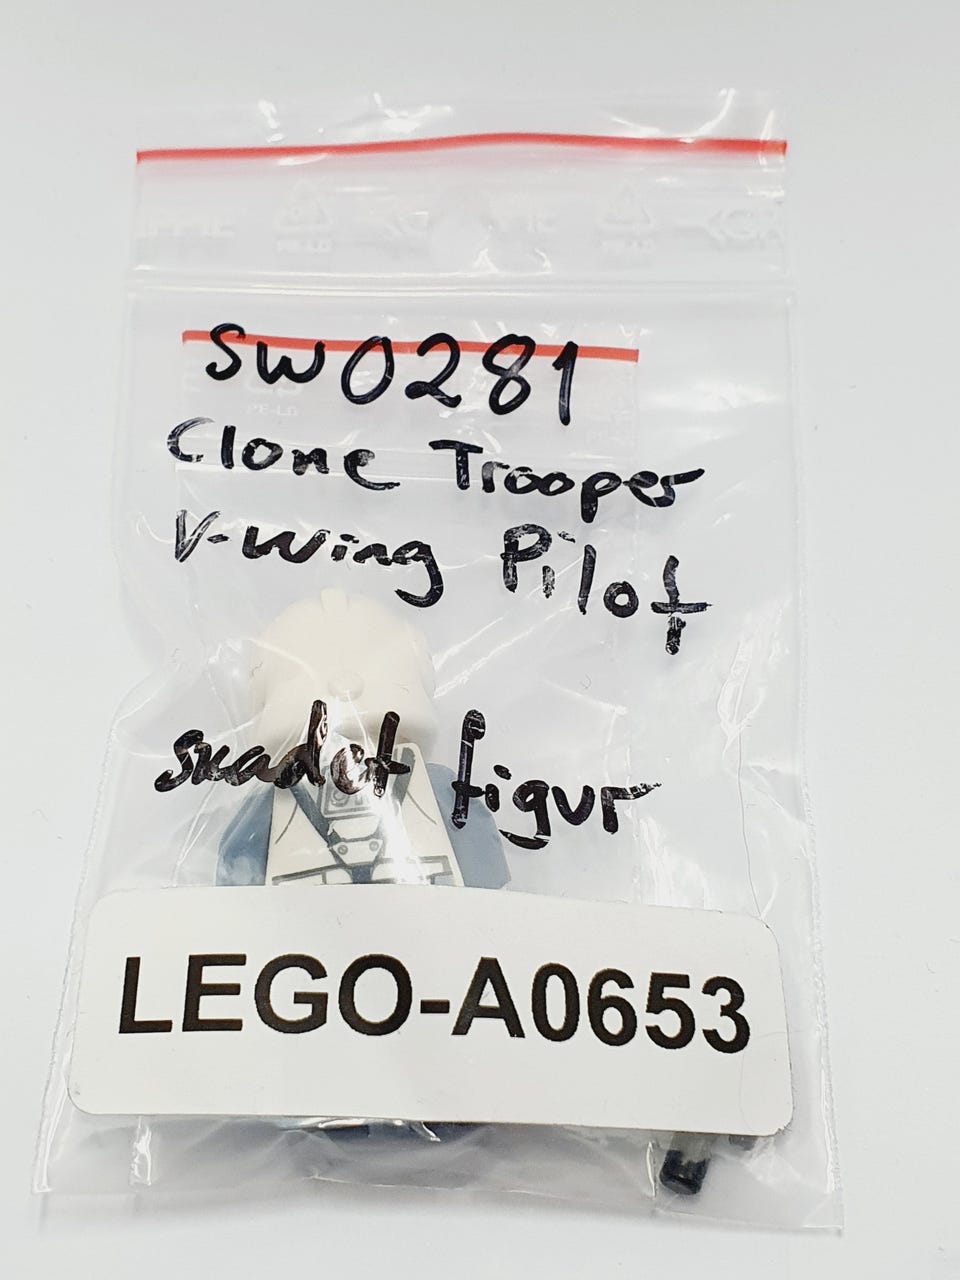 SW0281
Clone Trooper
V-Wing Pilot
skadet figur
LEGO-A0653